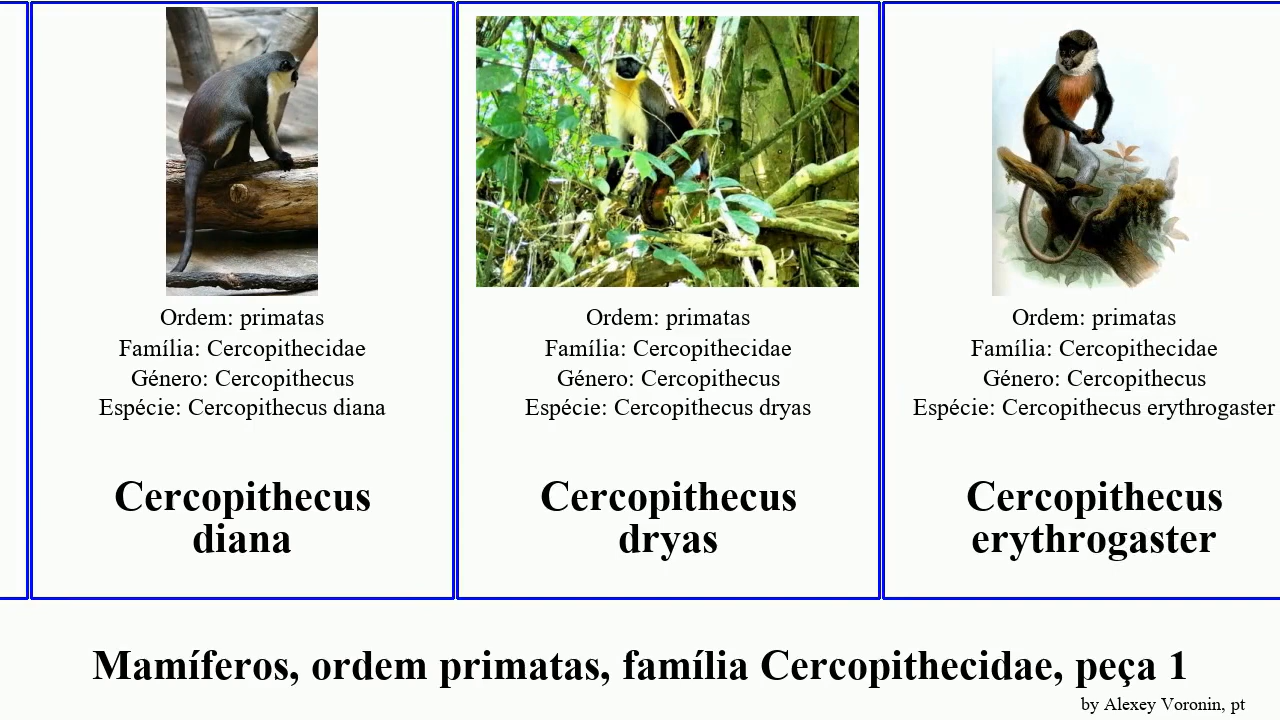 Ordem: primatas
Família: Cercopithecidae
Género: Cercopithecus
Espécie: Cercopithecus diana
Cercopithecus
diana
Ordem: primatas
Família: Cercopithecidae
Género: Cercopithecus
Espécie: Cercopithecus dryas
Cercopithecus
dryas
Ordem: primatas
Família: Cercopithecidae
Género: Cercopithecus
Espécie: Cercopithecus erythrogaster
Cercopithecus
erythrogaster
Mamíferos, ordem primatas, família Cercopithecidae, peça 1
by Alexey Voronin, pt